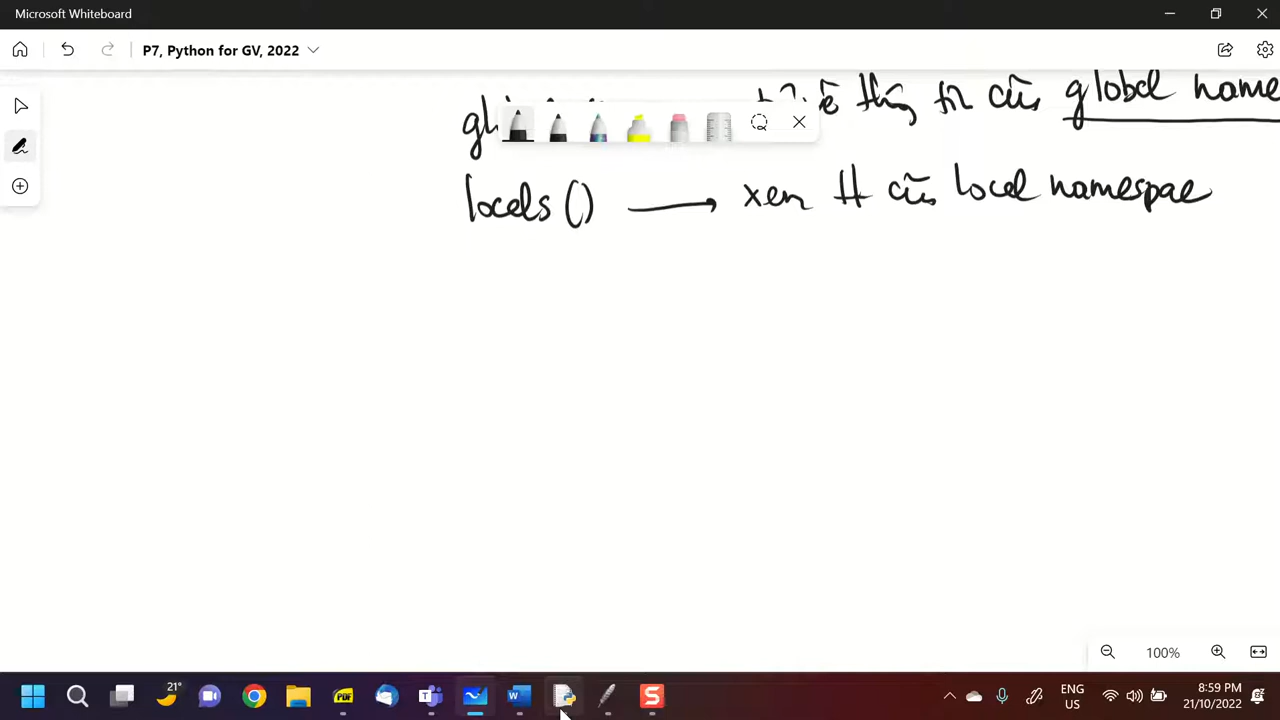 Microsoft Whiteboard
P7, Python for GV, 2022
thông tin của global name
locals () → xem tt của local namespace
100%
21°
ENG
US
8:59 PM
21/10/2022